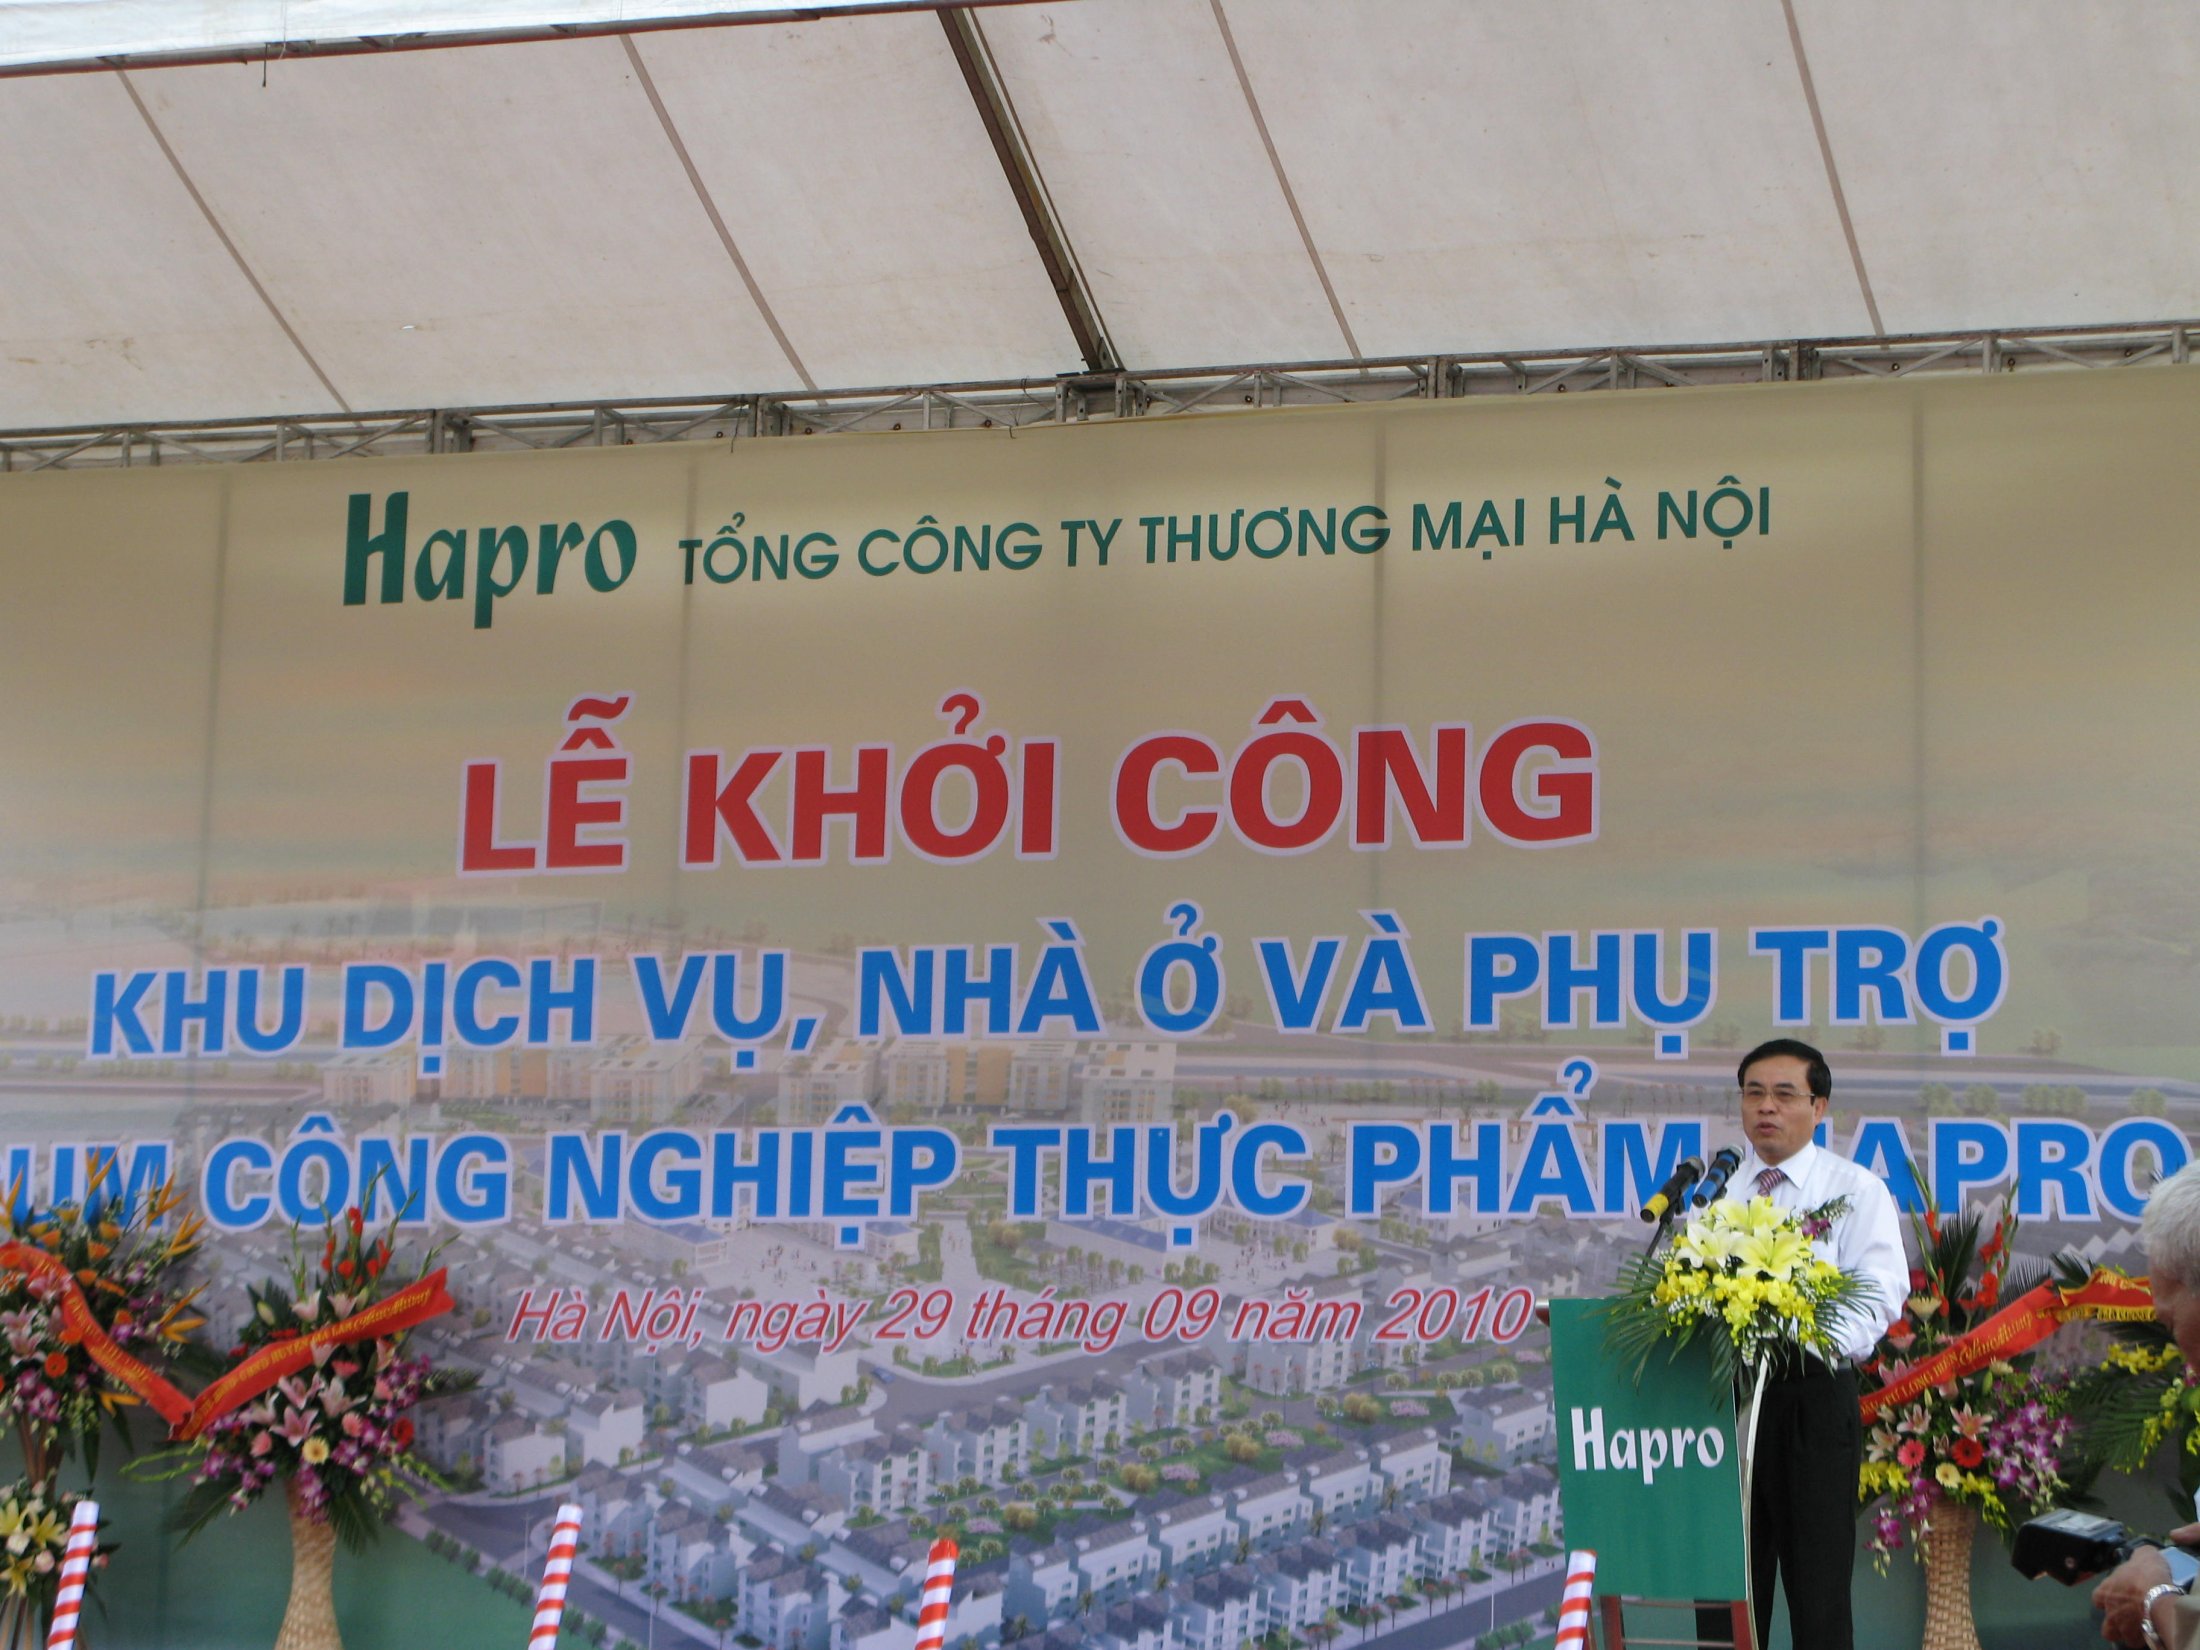 Hapro TỔNG CÔNG TY THƯƠNG MẠI HÀ NỘI
LỄ KHỞI CÔNG
KHU DỊCH VỤ, NHÀ Ở VÀ PHỤ TRỢ
CÔNG NGHIỆP THỰC PHẨM HAPRO
Hà Nội, ngày 29 tháng 09 năm 2010
Hapro